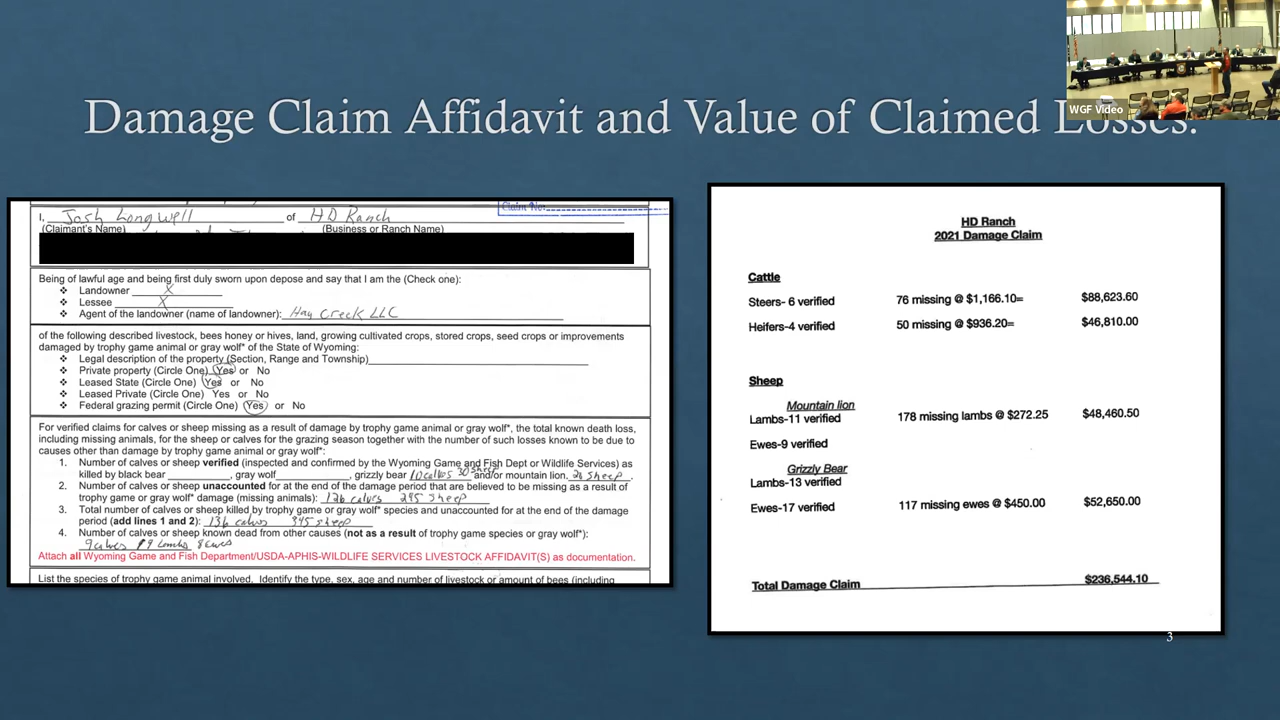 WGF Video
Damage Claim Affidavit and Value of Claimed Losses.
Claim No:
I, Josh Longwell of HD Ranch
(Claimant's Name) (Business or Ranch Name)
Being of lawful age and being first duly sworn upon depose and say that I am the (Check one):
❖ Landowner X
❖ Lessee X
❖ Agent of the landowner (name of landowner): Hay Creek LLC
of the following described livestock, bees honey or hives, land, growing cultivated crops, stored crops, seed crops or improvements
damaged by trophy game animal or gray wolf* of the State of Wyoming:
❖ Legal description of the property (Section, Range and Township)
❖ Private property (Circle One) Yes or No
❖ Leased State (Circle One) Yes or No
❖ Leased Private (Circle One) Yes or No
❖ Federal grazing permit (Circle One) Yes or No
For verified claims for calves or sheep missing as a result of damage by trophy game animal or gray wolf*, the total known death loss,
including missing animals, for the sheep or calves for the grazing season together with the number of such losses known to be due to
causes other than damage by trophy game animal or gray wolf*:
1. Number of calves or sheep verified (inspected and confirmed by the Wyoming Game and Fish Dept or Wildlife Services) as
killed by black bear , gray wolf , grizzly bear 10 calves 30 sheep and/or mountain lion, 20 sheep.
2. Number of calves or sheep unaccounted for at the end of the damage period that are believed to be missing as a result of
trophy game or gray wolf* damage (missing animals): 126 calves 295 sheep
3. Total number of calves or sheep killed by trophy game or gray wolf* species and unaccounted for at the end of the damage
period (add lines 1 and 2): 136 calves 345 sheep
4. Number of calves or sheep known dead from other causes (not as a result of trophy game species or gray wolf*):
9 calves 19 Lambs 8 Ewes
Attach all Wyoming Game and Fish Department/USDA-APHIS-WILDLIFE SERVICES LIVESTOCK AFFIDAVIT(S) as documentation.
List the species of trophy game animal involved. Identify the type, sex, age and number of livestock or amount of bees (including
HD Ranch
2021 Damage Claim
Cattle
Steers- 6 verified 76 missing @ $1,166.10= $88,623.60
Heifers-4 verified 50 missing @ $936.20= $46,810.00
Sheep
Mountain lion
Lambs-11 verified 178 missing lambs @ $272.25 $48,460.50
Ewes-9 verified
Grizzly Bear
Lambs-13 verified
Ewes-17 verified 117 missing ewes @ $450.00 $52,650.00
Total Damage Claim $236,544.10
3